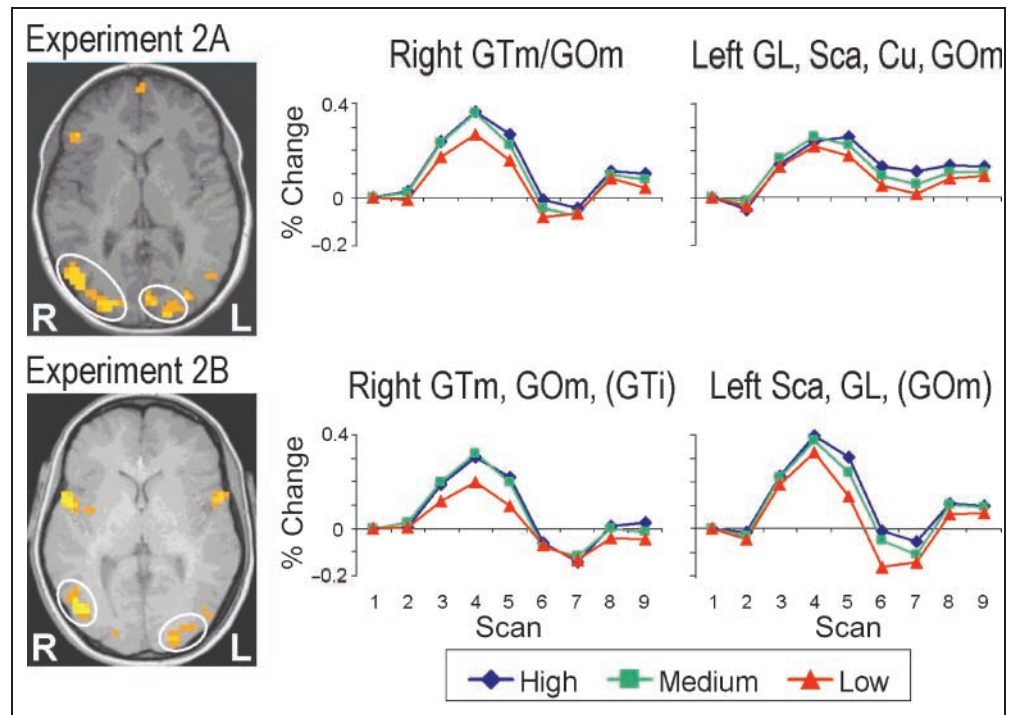 Experiment 2A
Right GTm/GOm
Left GL, Sca, Cu, GOm
0.4
0
–0.2
% Change
R
L
Experiment 2B
Right GTm, GOm, (GTi)
Left Sca, GL, (GOm)
0.4
0
–0.2
% Change
R
L
1 2 3 4 5 6 7 8 9
Scan
1 2 3 4 5 6 7 8 9
Scan
High
Medium
Low